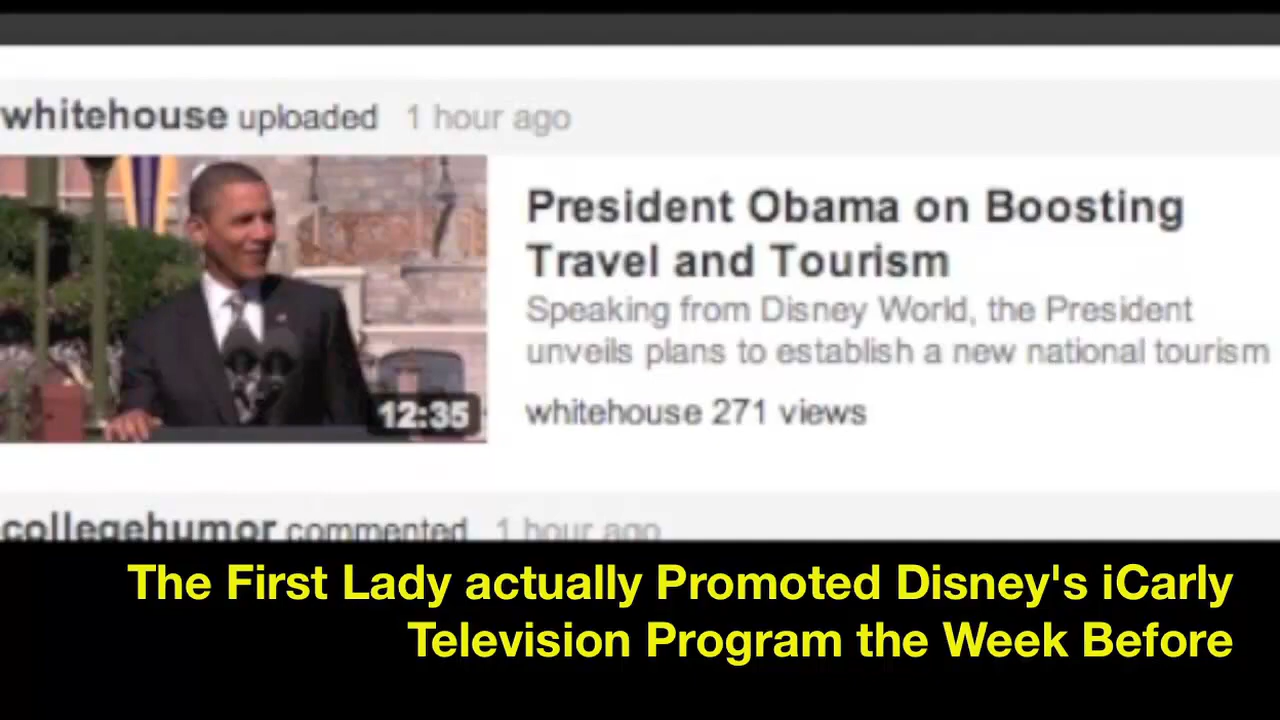 whitehouse uploaded 1 hour ago
12:35
President Obama on Boosting
Travel and Tourism
Speaking from Disney World, the President
unveils plans to establish a new national tourism
whitehouse 271 views
collegehumor commented 1 hour ago
The First Lady actually Promoted Disney's iCarly
Television Program the Week Before